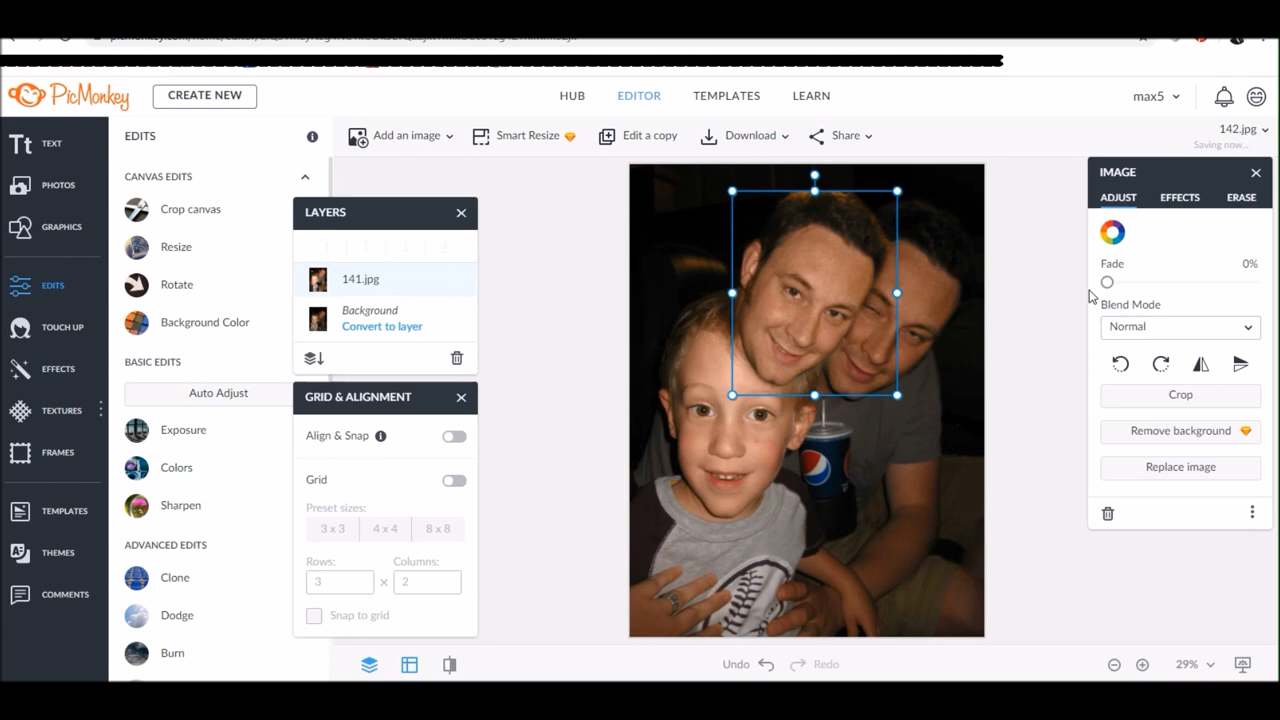 PicMonkey
CREATE NEW
HUB
EDITOR
TEMPLATES
LEARN
max5
Tt TEXT
PHOTOS
GRAPHICS
EDITS
TOUCH UP
EFFECTS
TEXTURES
FRAMES
TEMPLATES
THEMES
COMMENTS
EDITS
CANVAS EDITS
Crop canvas
Resize
Rotate
Background Color
BASIC EDITS
Auto Adjust
Exposure
Colors
Sharpen
ADVANCED EDITS
Clone
Dodge
Burn
Add an image
Smart Resize
Edit a copy
Download
Share
142.jpg
Saving now...
LAYERS
141.jpg
Background
Convert to layer
GRID & ALIGNMENT
Align & Snap
Grid
Preset sizes:
3 x 3
4 x 4
8 x 8
Rows:
Columns:
3
×
2
Snap to grid
IMAGE
ADJUST
EFFECTS
ERASE
Fade
0%
Blend Mode
Normal
Crop
Remove background
Replace image
Undo
Redo
29%